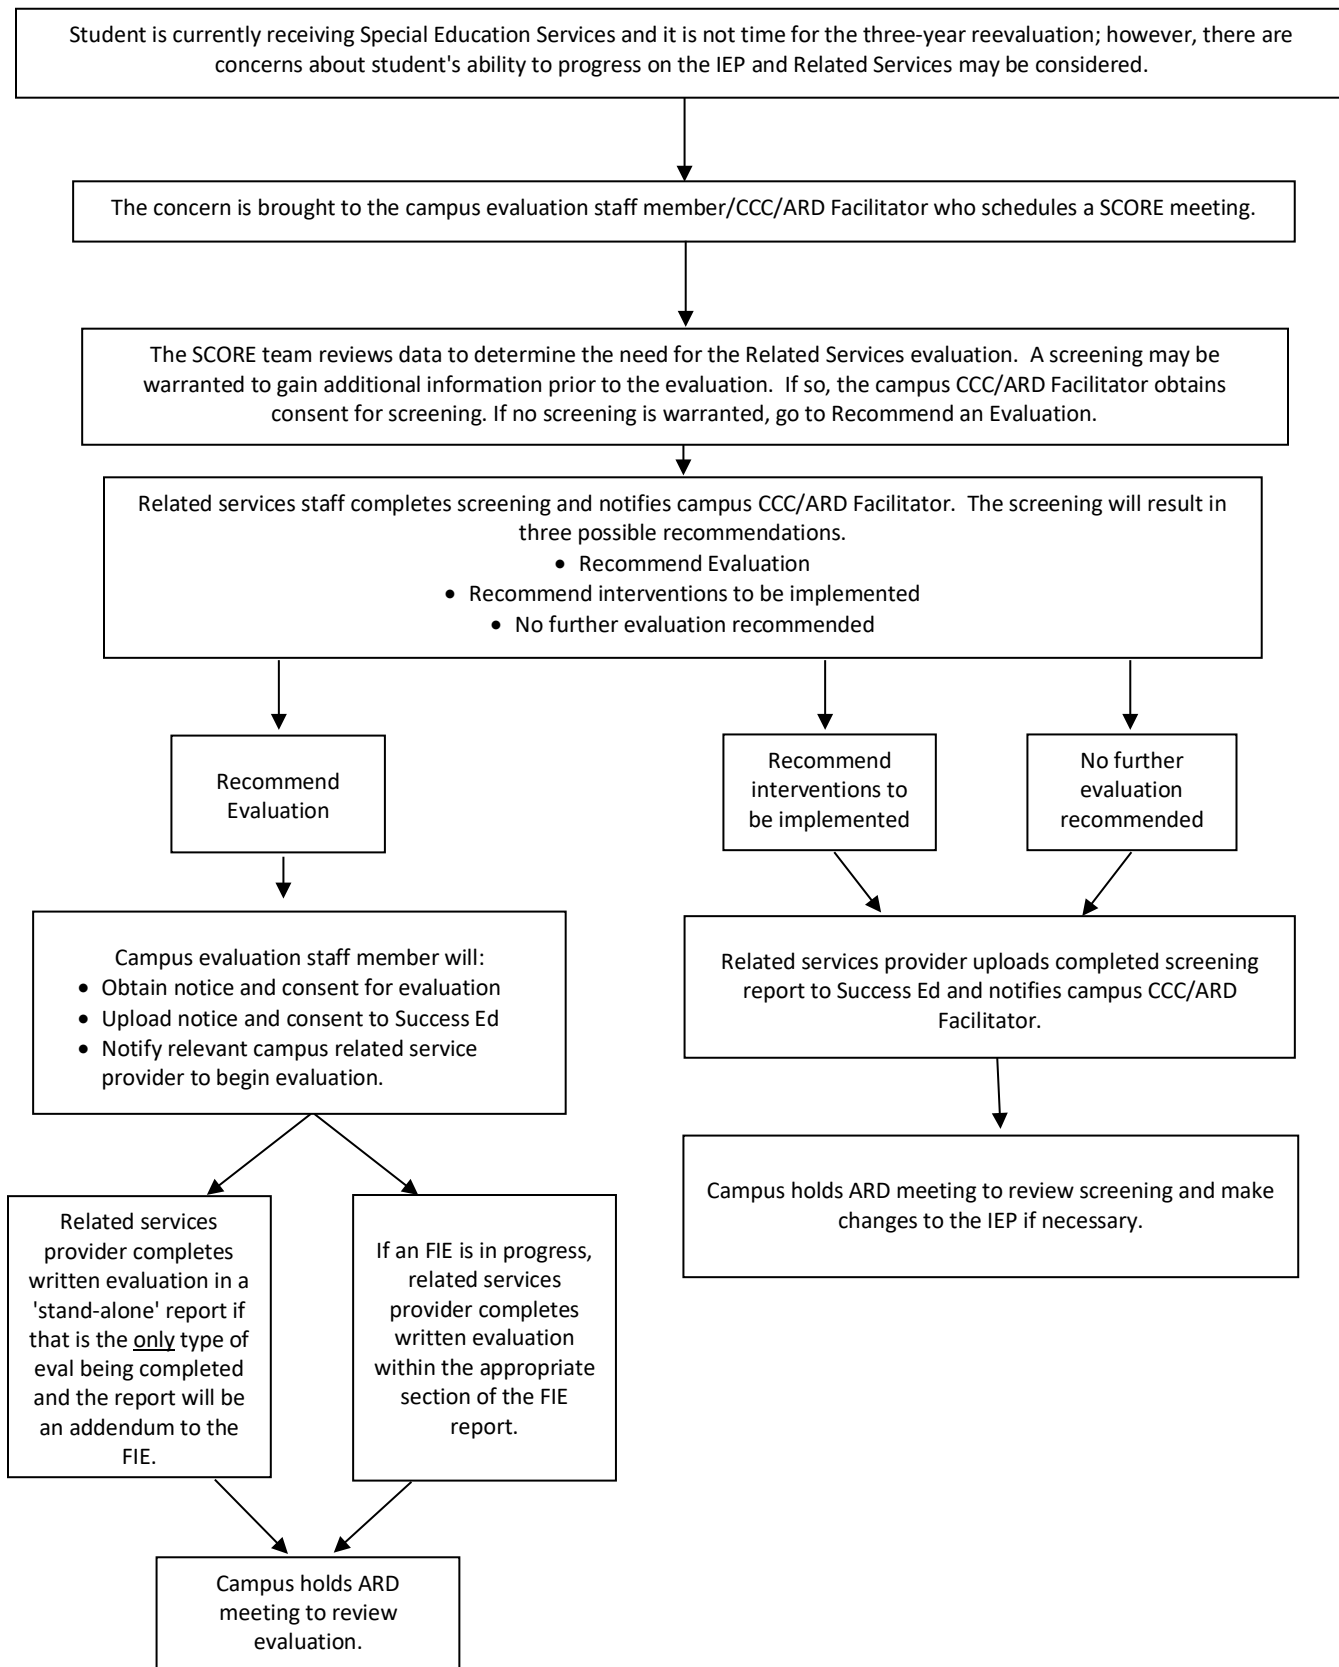 Student is currently receiving Special Education Services and it is not time for the three-year reevaluation; however, there are
concerns about student's ability to progress on the IEP and Related Services may be considered.
The concern is brought to the campus evaluation staff member/CCC/ARD Facilitator who schedules a SCORE meeting.
The SCORE team reviews data to determine the need for the Related Services evaluation. A screening may be
warranted to gain additional information prior to the evaluation. If so, the campus CCC/ARD Facilitator obtains
consent for screening. If no screening is warranted, go to Recommend an Evaluation.
Related services staff completes screening and notifies campus CCC/ARD Facilitator. The screening will result in
three possible recommendations.
• Recommend Evaluation
• Recommend interventions to be implemented
• No further evaluation recommended
Recommend
Evaluation
Recommend
interventions to
be implemented
No further
evaluation
recommended
Campus evaluation staff member will:
• Obtain notice and consent for evaluation
• Upload notice and consent to Success Ed
• Notify relevant campus related service
provider to begin evaluation.
Related services provider uploads completed screening
report to Success Ed and notifies campus CCC/ARD
Facilitator.
Campus holds ARD meeting to review screening and make
changes to the IEP if necessary.
Related services
provider completes
written evaluation in a
'stand-alone' report if
that is the only type of
eval being completed
and the report will be
an addendum to the
FIE.
If an FIE is in progress,
related services
provider completes
written evaluation
within the appropriate
section of the FIE
report.
Campus holds ARD
meeting to review
evaluation.